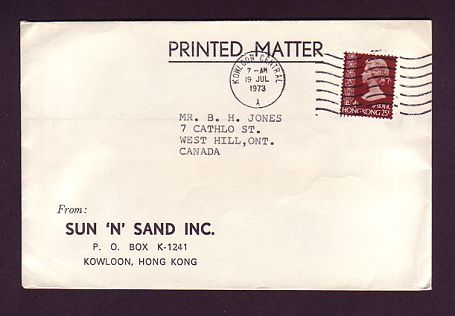 PRINTED MATTER
KOWLOON CENTRAL
7 - AM
19 JUL
1973
A
HONG KONG 25¢
MR. B. H. JONES
7 CATHLO ST.
WEST HILL,ONT.
CANADA
From:
SUN 'N' SAND INC.
P. O. BOX K-1241
KOWLOON, HONG KONG